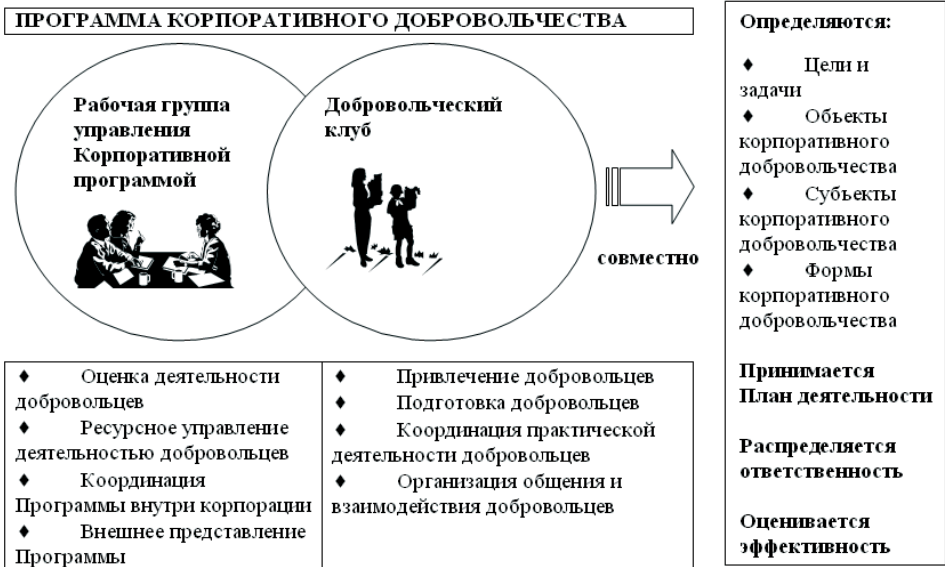 ПРОГРАММА КОРПОРАТИВНОГО ДОБРОВОЛЬЧЕСТВА
Рабочая группа
управления
Корпоративной
программой
Добровольческий
клуб
совместно
♦ Оценка деятельности
добровольцев
♦ Ресурсное управление
деятельностью добровольцев
♦ Координация
Программы внутри корпорации
♦ Внешнее представление
Программы
♦ Привлечение добровольцев
♦ Подготовка добровольцев
♦ Координация практической
деятельности добровольцев
♦ Организация общения и
взаимодействия добровольцев
Определяются:
♦ Цели и
задачи
♦ Объекты
корпоративного
добровольчества
♦ Субъекты
корпоративного
добровольчества
♦ Формы
корпоративного
добровольчества
Принимается
План деятельности
Распределяется
ответственность
Оценивается
эффективность